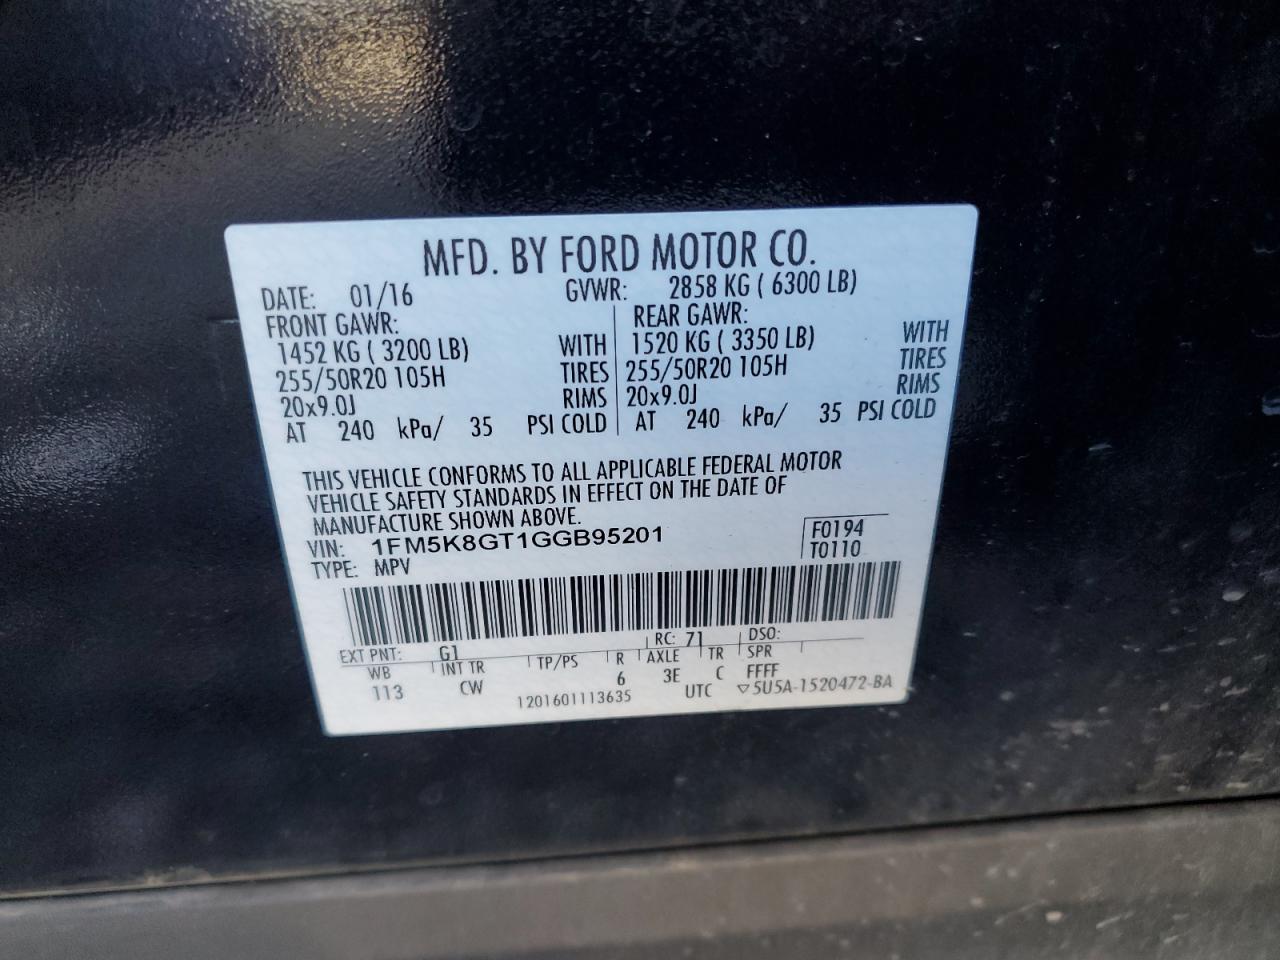 MFD. BY FORD MOTOR CO.
DATE: 01/16 GVWR: 2858 KG ( 6300 LB)
FRONT GAWR: REAR GAWR:
1452 KG ( 3200 LB) WITH 1520 KG ( 3350 LB) WITH
255/50R20 105H TIRES 255/50R20 105H TIRES
20x9.0J RIMS 20x9.0J RIMS
AT 240 kPa/ 35 PSI COLD AT 240 kPa/ 35 PSI COLD
THIS VEHICLE CONFORMS TO ALL APPLICABLE FEDERAL MOTOR
VEHICLE SAFETY STANDARDS IN EFFECT ON THE DATE OF
MANUFACTURE SHOWN ABOVE.
VIN: 1FM5K8GT1GGB95201 F0194
TYPE: MPV T0110
EXT PNT: G1 RC: 71 DSO:
WB INT TR TP/PS R AXLE TR SPR
113 CW 6 3E C FFFF
1201601113635 UTC ▽5U5A-1520472-BA